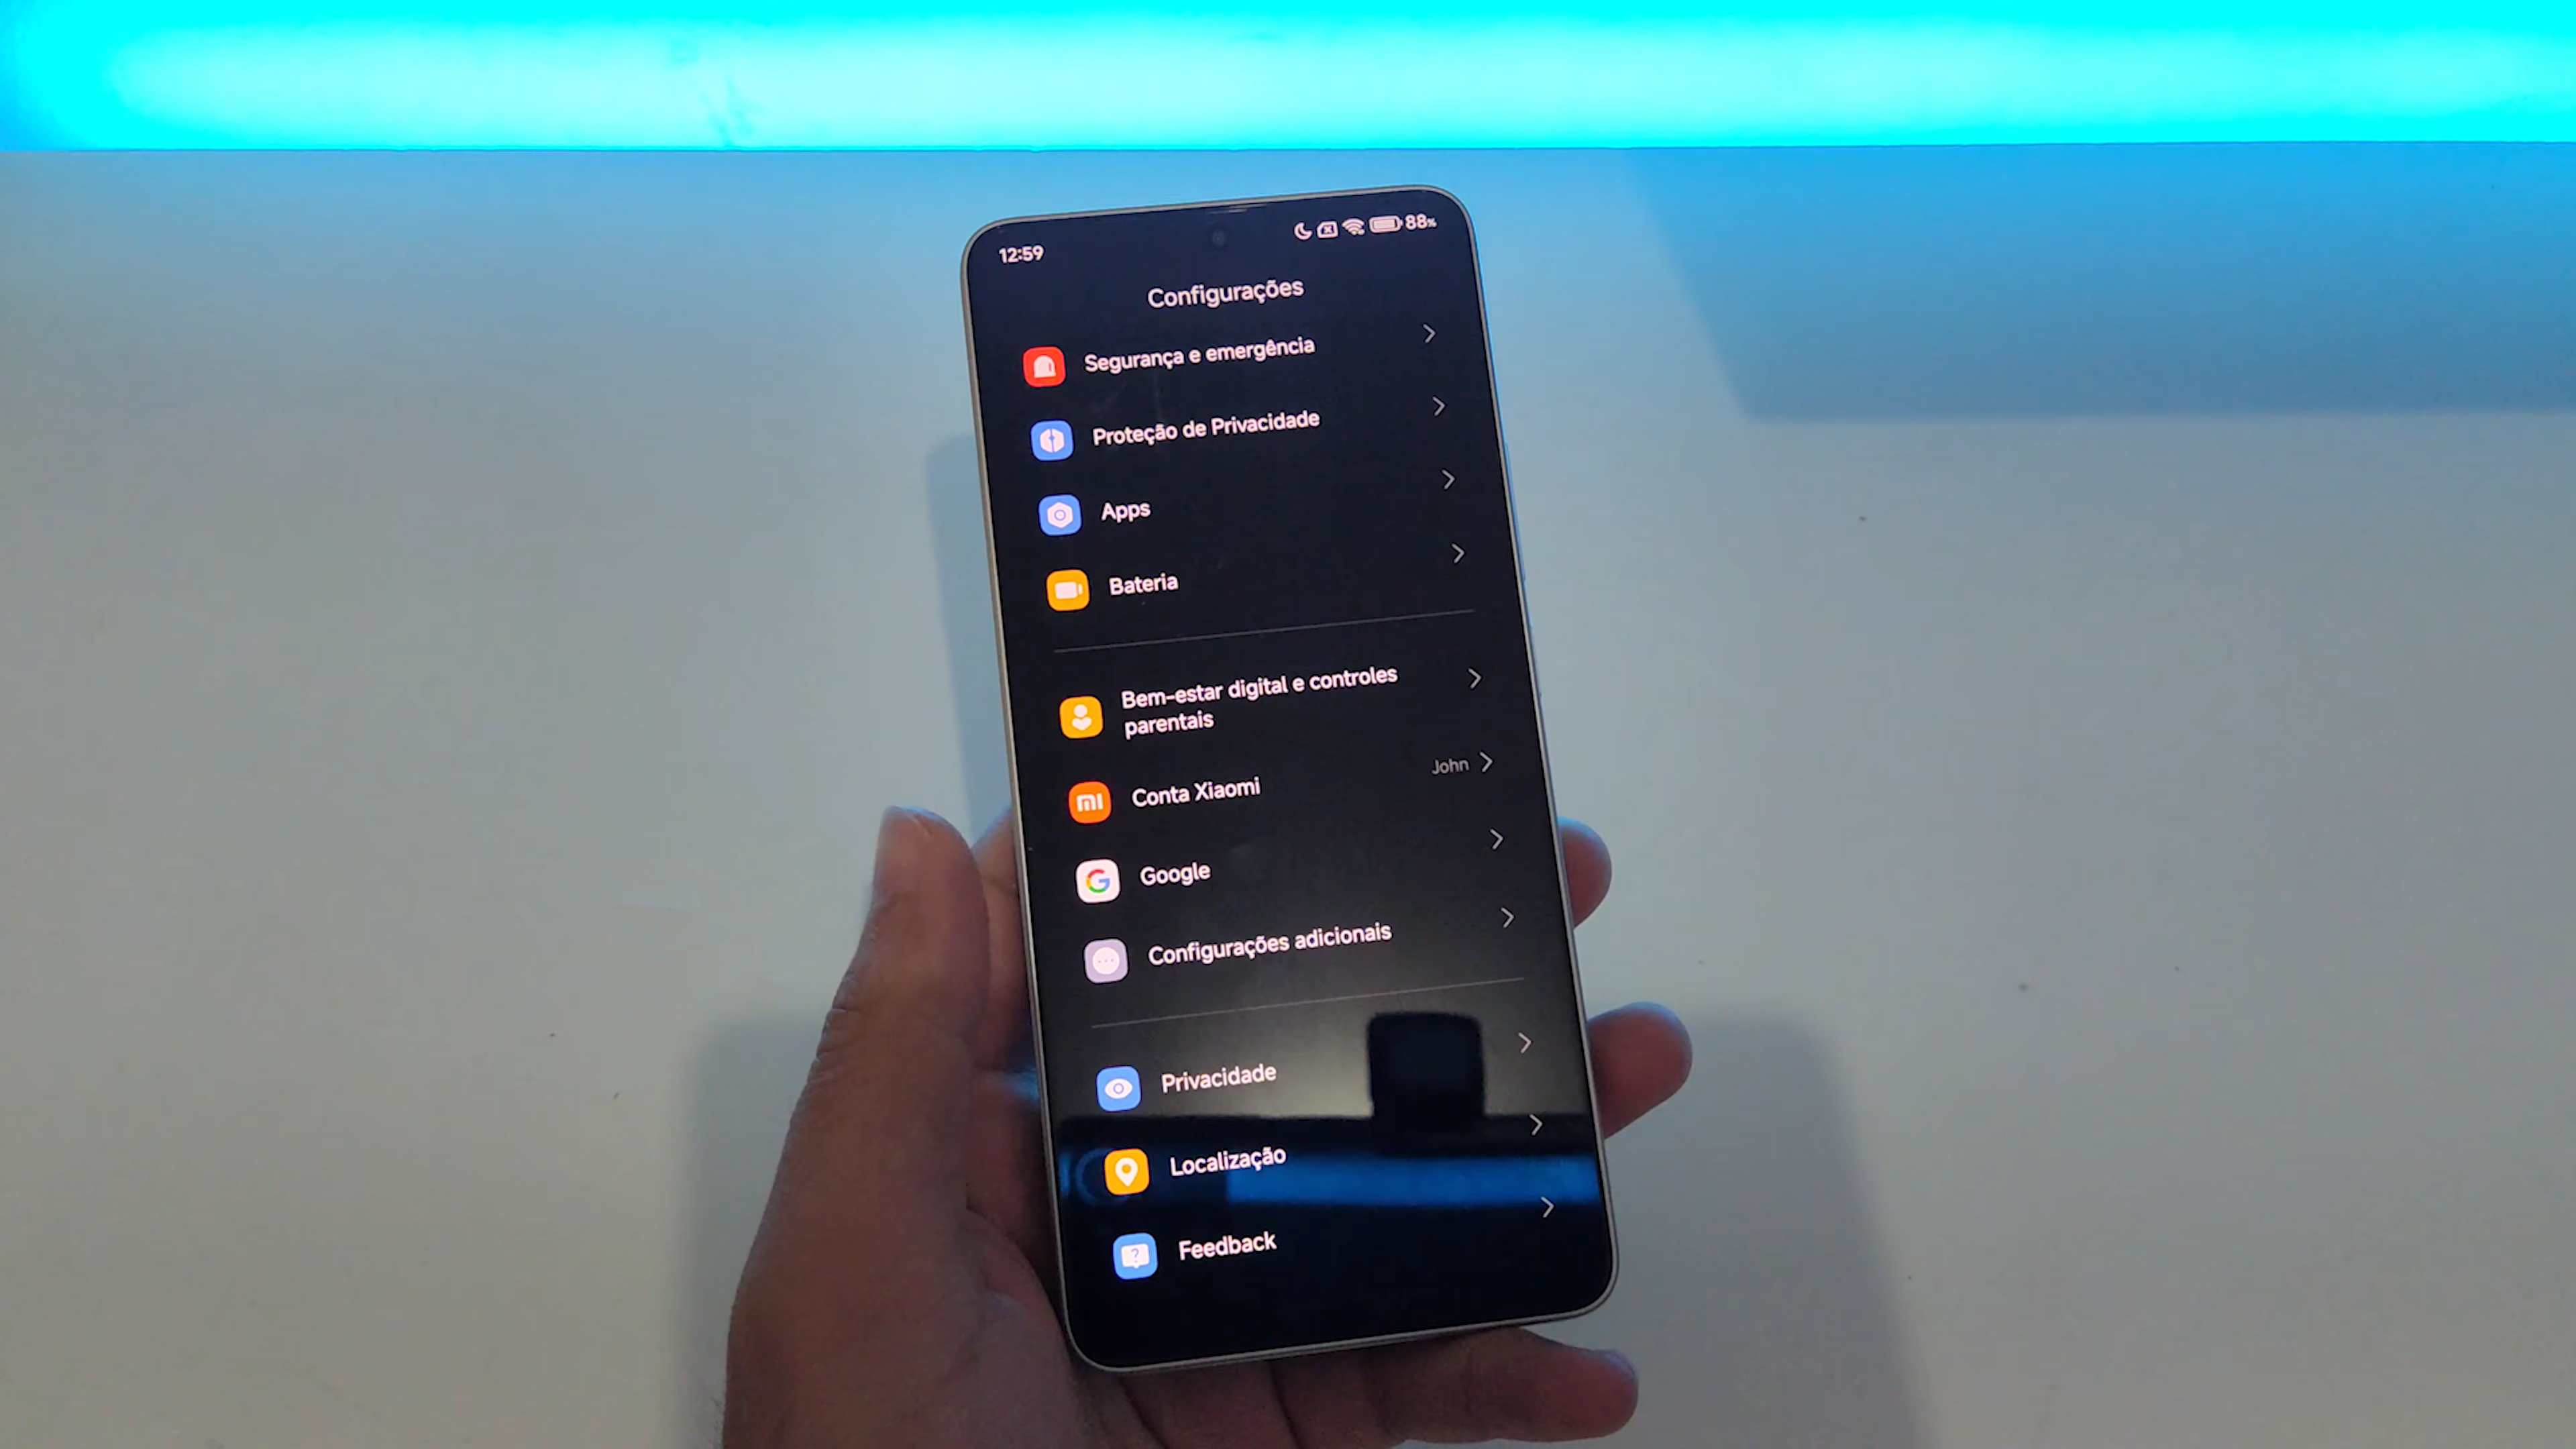 12:59
88%
Configurações
Segurança e emergência
Proteção de Privacidade
Apps
Bateria
Bem-estar digital e controles
parentais
Conta Xiaomi
John
Google
Configurações adicionais
Privacidade
Localização
Feedback